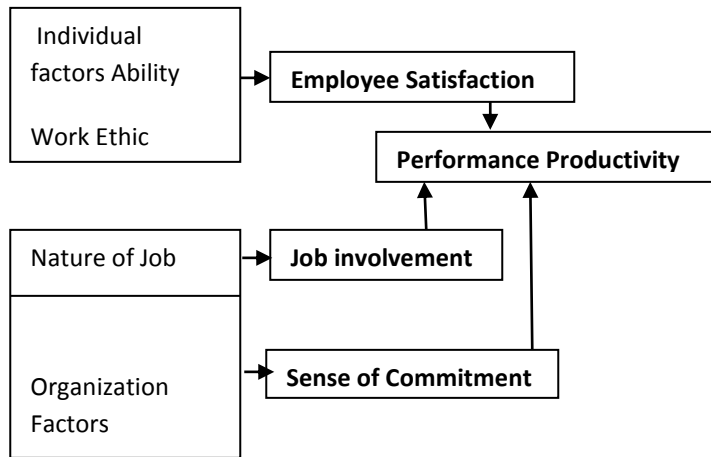 Individual
factors Ability
Work Ethic
Employee Satisfaction
Performance Productivity
Nature of Job
Job involvement
Organization
Factors
Sense of Commitment